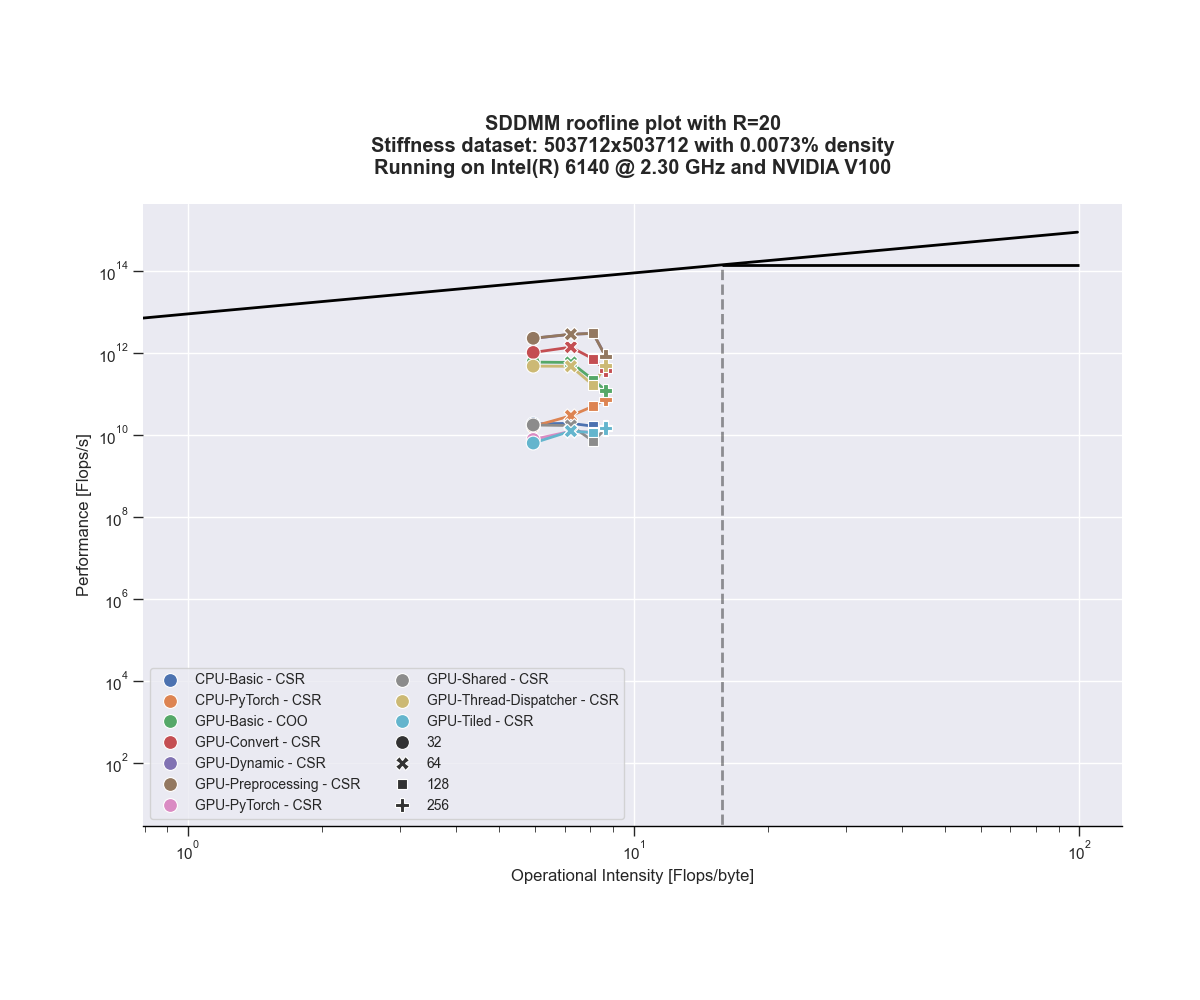 SDDMM roofline plot with R=20
Stiffness dataset: 503712x503712 with 0.0073% density
Running on Intel(R) 6140 @ 2.30 GHz and NVIDIA V100
10^14
10^12
10^10
10^8
10^6
10^4
10^2
Performance [Flops/s]
CPU-Basic - CSR
CPU-PyTorch - CSR
GPU-Basic - COO
GPU-Convert - CSR
GPU-Dynamic - CSR
GPU-Preprocessing - CSR
GPU-PyTorch - CSR
GPU-Shared - CSR
GPU-Thread-Dispatcher - CSR
GPU-Tiled - CSR
32
64
128
256
10^0
10^1
10^2
Operational Intensity [Flops/byte]